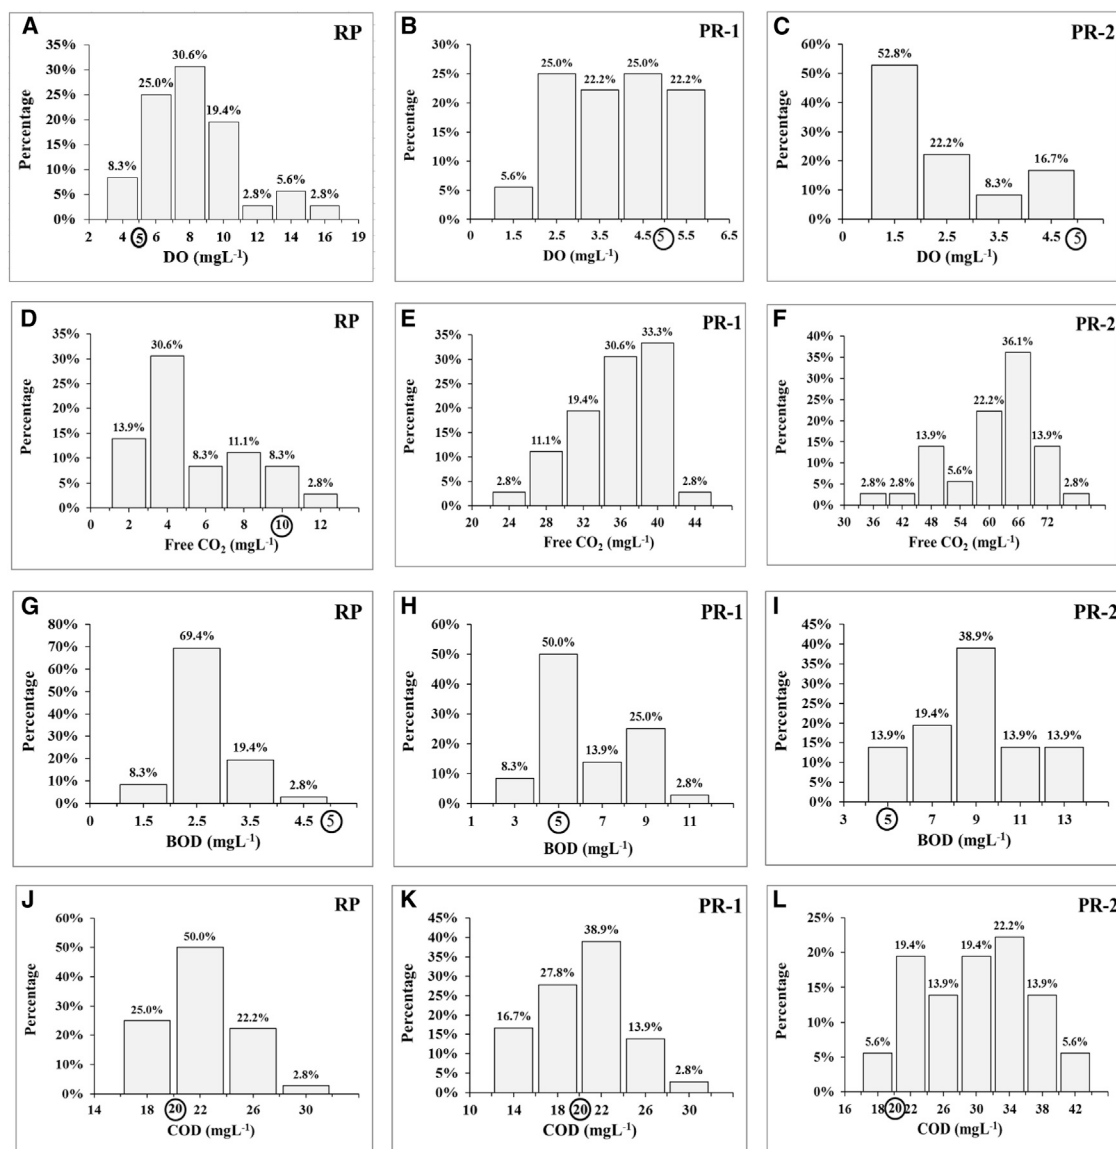 A RP
35%
30%
25%
20%
15%
10%
5%
0%
Percentage
8.3% 25.0% 30.6% 19.4% 2.8% 5.6% 2.8%
2 4 5 6 8 10 12 14 16 19
DO (mgL-1)
B PR-1
30%
25%
20%
15%
10%
5%
0%
Percentage
5.6% 25.0% 22.2% 25.0% 22.2%
0.5 1.5 2.5 3.5 4.5 5 5.5 6.5
DO (mgL-1)
C PR-2
60%
50%
40%
30%
20%
10%
0%
Percentage
52.8% 22.2% 8.3% 16.7%
0 1.5 2.5 3.5 4.5 5
DO (mgL-1)
D RP
35%
30%
25%
20%
15%
10%
5%
0%
Percentage
13.9% 30.6% 8.3% 11.1% 8.3% 2.8%
0 2 4 6 8 10 12
Free CO2 (mgL-1)
E PR-1
35%
30%
25%
20%
15%
10%
5%
0%
Percentage
2.8% 11.1% 19.4% 30.6% 33.3% 2.8%
20 24 28 32 36 40 44
Free CO2 (mgL-1)
F PR-2
40%
35%
30%
25%
20%
15%
10%
5%
0%
Percentage
2.8% 2.8% 13.9% 5.6% 22.2% 36.1% 13.9% 2.8%
30 36 42 48 54 60 66 72
Free CO2 (mgL-1)
G RP
80%
70%
60%
50%
40%
30%
20%
10%
0%
Percentage
8.3% 69.4% 19.4% 2.8%
0 1.5 2.5 3.5 4.5 5
BOD (mgL-1)
H PR-1
60%
50%
40%
30%
20%
10%
0%
Percentage
8.3% 50.0% 13.9% 25.0% 2.8%
1 3 5 7 9 11
BOD (mgL-1)
I PR-2
45%
40%
35%
30%
25%
20%
15%
10%
5%
0%
Percentage
13.9% 19.4% 38.9% 13.9% 13.9%
3 5 7 9 11 13
BOD (mgL-1)
J RP
60%
50%
40%
30%
20%
10%
0%
Percentage
25.0% 50.0% 22.2% 2.8%
14 18 20 22 26 30
COD (mgL-1)
K PR-1
45%
40%
35%
30%
25%
20%
15%
10%
5%
0%
Percentage
16.7% 27.8% 38.9% 13.9% 2.8%
10 14 18 20 22 26 30
COD (mgL-1)
L PR-2
25%
20%
15%
10%
5%
0%
Percentage
5.6% 19.4% 13.9% 19.4% 22.2% 13.9% 5.6%
16 18 20 22 26 30 34 38 42
COD (mgL-1)